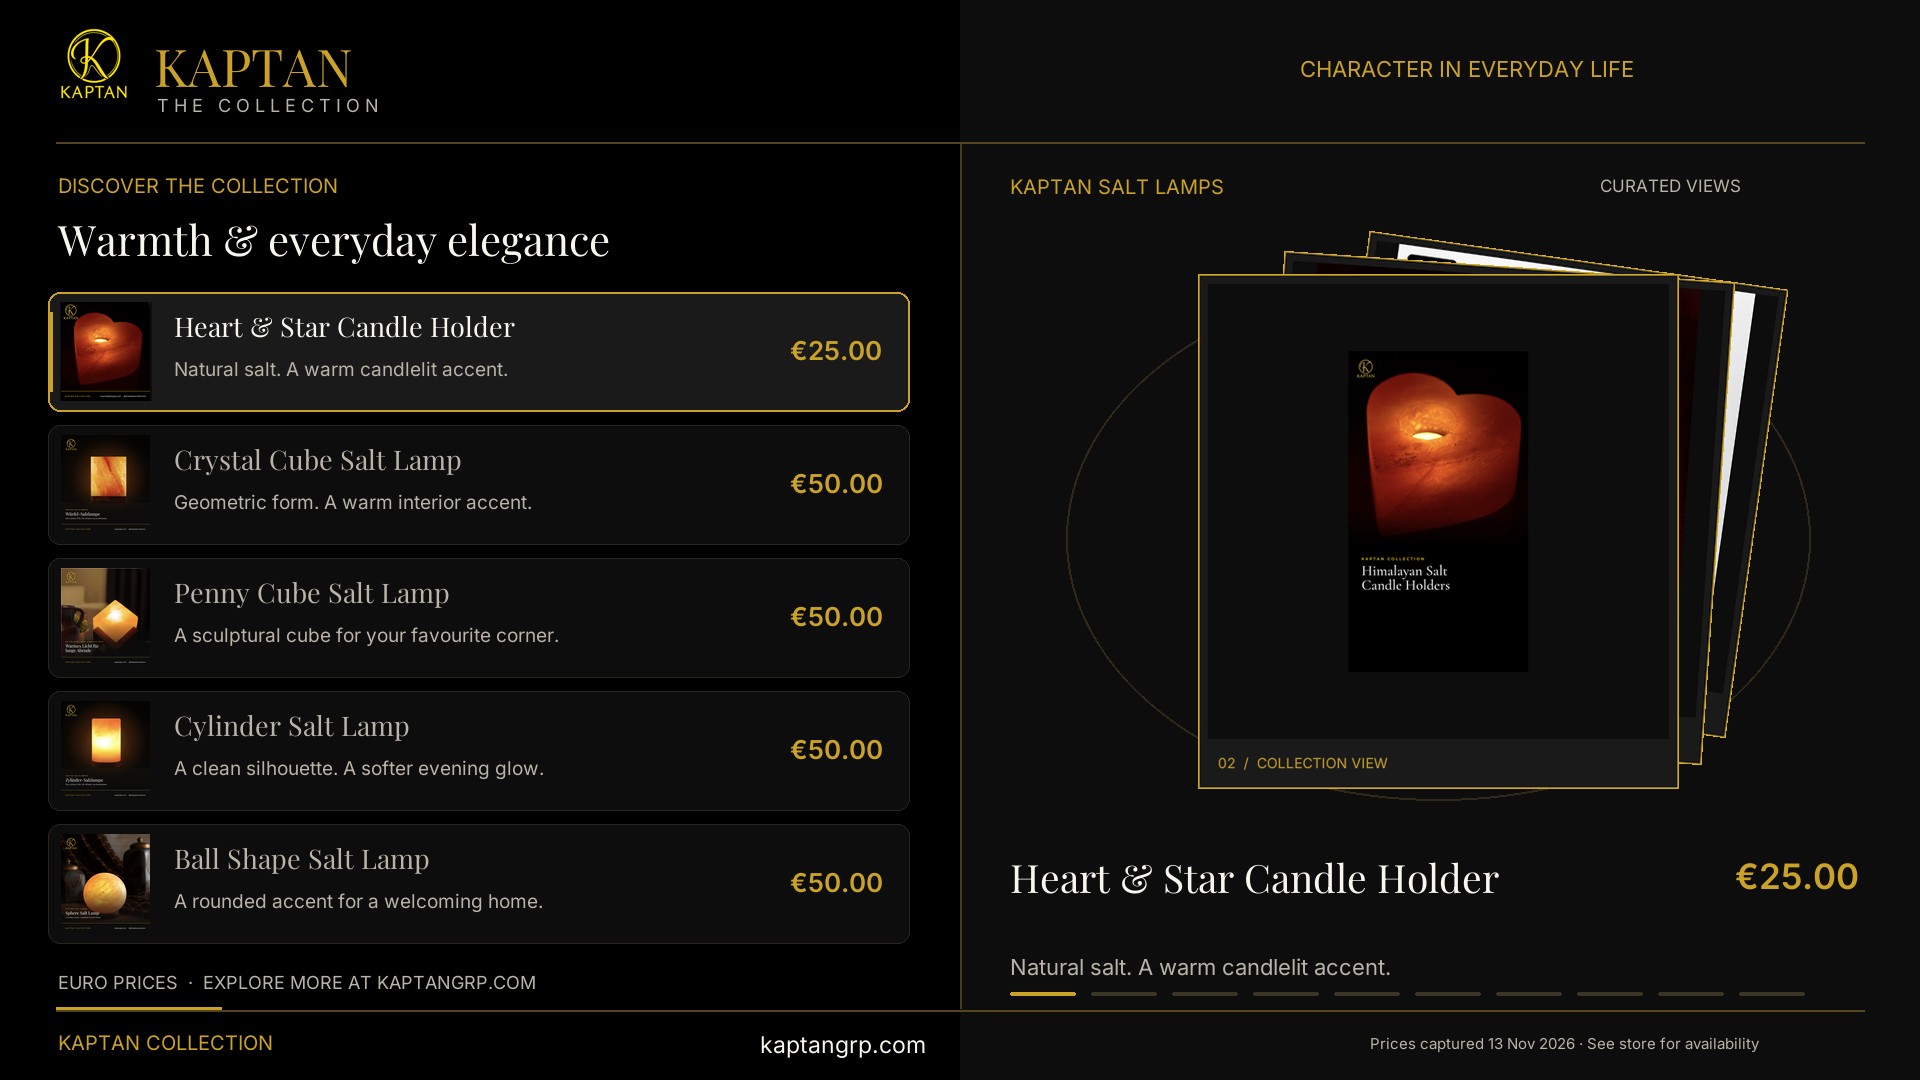 KAPTAN
KAPTAN
THE COLLECTION
CHARACTER IN EVERYDAY LIFE
DISCOVER THE COLLECTION
Warmth & everyday elegance
Heart & Star Candle Holder
Natural salt. A warm candlelit accent.
€25.00
Crystal Cube Salt Lamp
Geometric form. A warm interior accent.
€50.00
Penny Cube Salt Lamp
A sculptural cube for your favourite corner.
€50.00
Cylinder Salt Lamp
A clean silhouette. A softer evening glow.
€50.00
Ball Shape Salt Lamp
A rounded accent for a welcoming home.
€50.00
EURO PRICES · EXPLORE MORE AT KAPTANGRP.COM
KAPTAN SALT LAMPS
CURATED VIEWS
KAPTAN
KAPTAN COLLECTION
Himalayan Salt
Candle Holders
02 / COLLECTION VIEW
Heart & Star Candle Holder
€25.00
Natural salt. A warm candlelit accent.
KAPTAN COLLECTION
kaptangrp.com
Prices captured 13 Nov 2026 · See store for availability